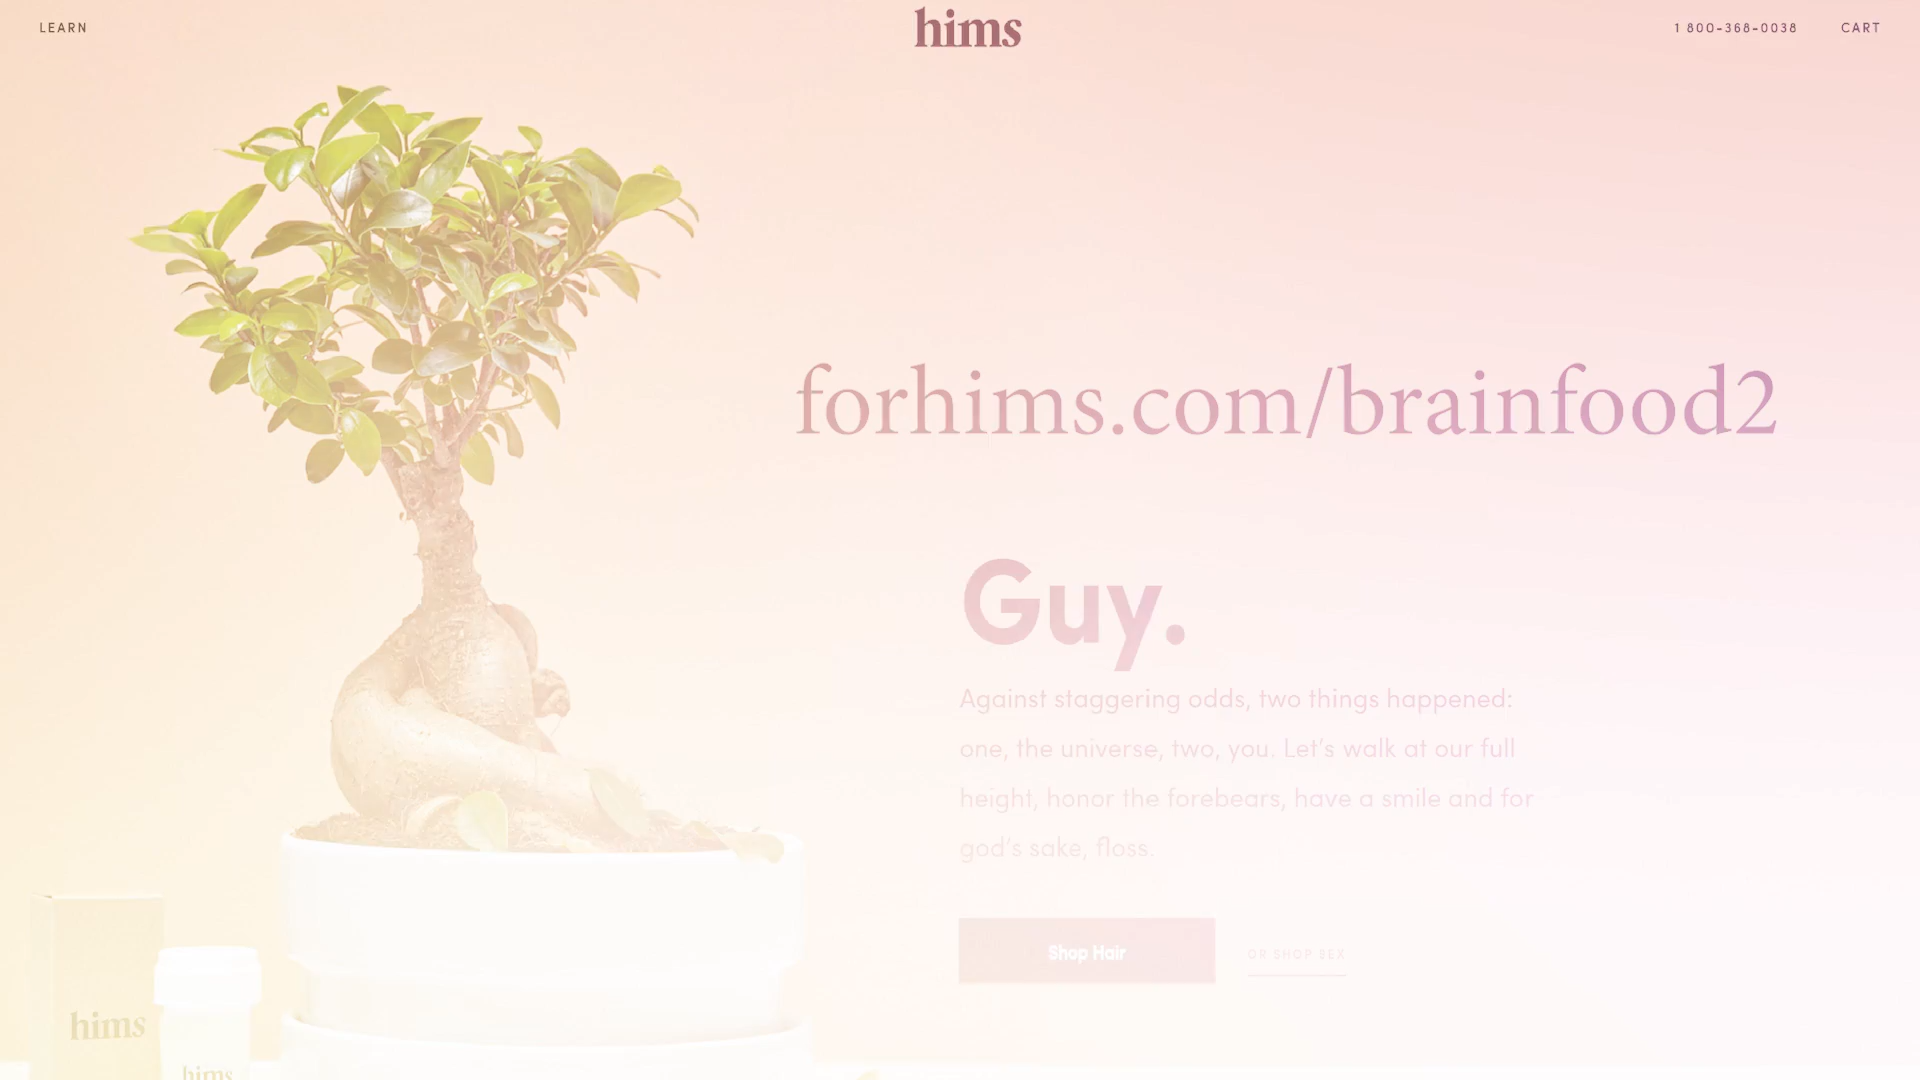 LEARN
hims
1 800-368-0038
CART
forhims.com/brainfood2
Guy.
Against staggering odds, two things happened:
one, the universe, two, you. Let's walk at our full
height, honor the forebears, have a smile and for
god's sake, floss.
Shop Hair
OR SHOP SEX
hims
hims